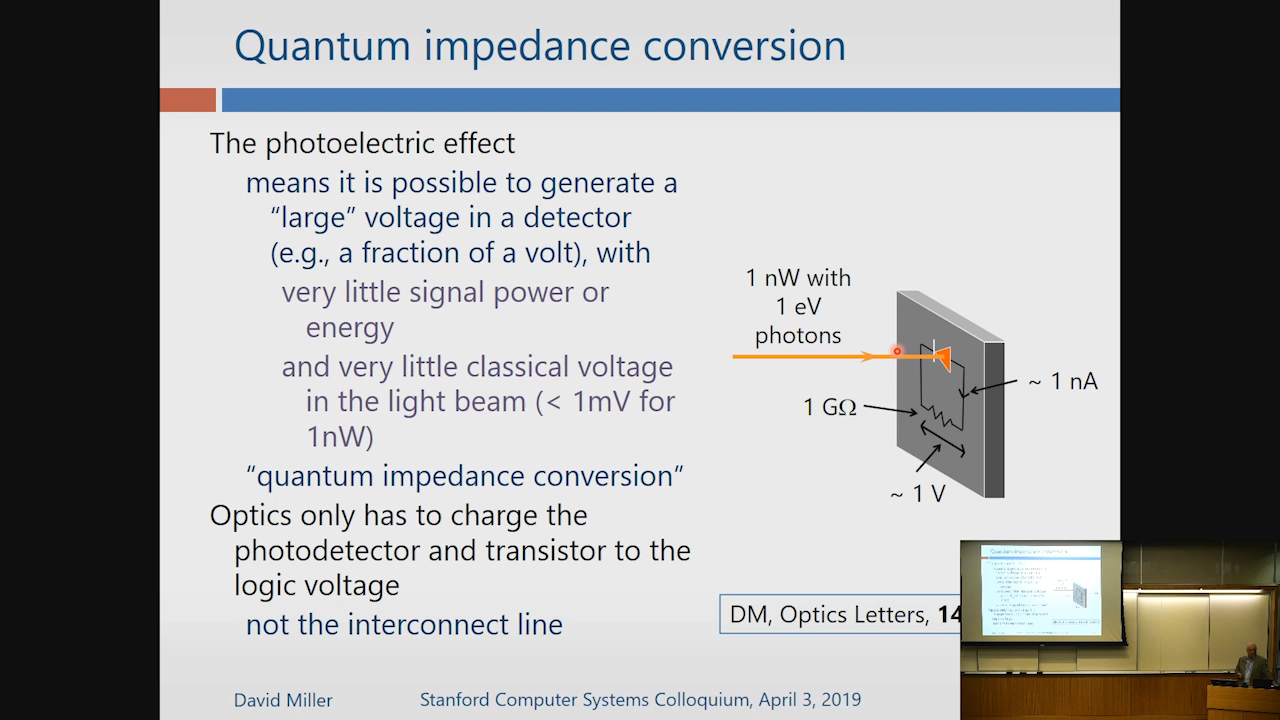 Quantum impedance conversion
The photoelectric effect
means it is possible to generate a
“large” voltage in a detector
(e.g., a fraction of a volt), with
very little signal power or
energy
and very little classical voltage
in the light beam (< 1mV for
1nW)
“quantum impedance conversion”
Optics only has to charge the
photodetector and transistor to the
logic voltage
not the interconnect line
1 nW with
1 eV
photons
~ 1 nA
1 GΩ
~ 1 V
DM, Optics Letters, 14
David Miller
Stanford Computer Systems Colloquium, April 3, 2019
Quantum impedance conversion